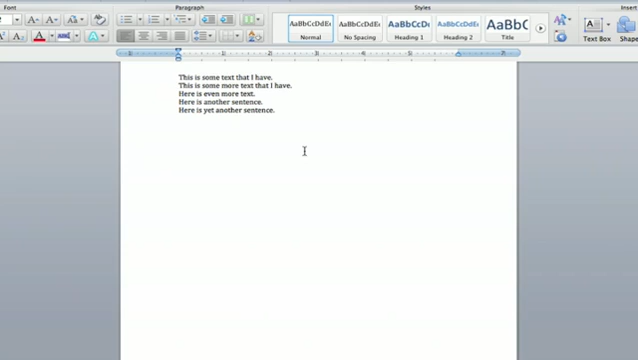 Font Paragraph Styles Insert
AaBbCcDdEe AaBbCcDdEe AaBbCcDd AaBbCcDdEe AaBbC
Normal No Spacing Heading 1 Heading 2 Title Text Box Shape
This is some text that I have.
This is some more text that I have.
Here is even more text.
Here is another sentence.
Here is yet another sentence.